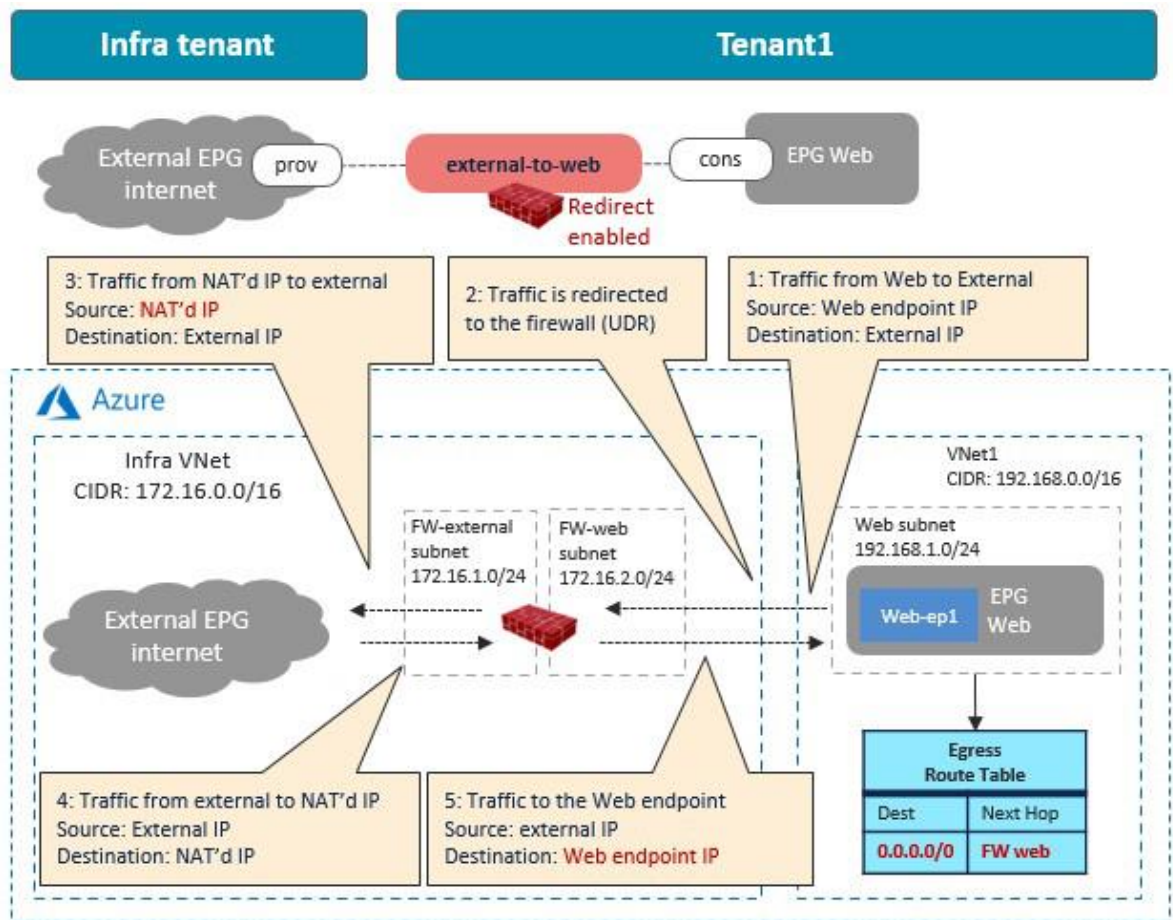 Infra tenant
Tenant1
External EPG
internet
prov
external-to-web
cons
EPG Web
Redirect
enabled
3: Traffic from NAT’d IP to external
Source: NAT’d IP
Destination: External IP
2: Traffic is redirected
to the firewall (UDR)
1: Traffic from Web to External
Source: Web endpoint IP
Destination: External IP
Azure
Infra VNet
CIDR: 172.16.0.0/16
VNet1
CIDR: 192.168.0.0/16
FW-external
subnet
172.16.1.0/24
FW-web
subnet
172.16.2.0/24
Web subnet
192.168.1.0/24
External EPG
internet
Web-ep1
EPG
Web
Egress
Route Table
Dest
Next Hop
0.0.0.0/0
FW web
4: Traffic from external to NAT’d IP
Source: External IP
Destination: NAT’d IP
5: Traffic to the Web endpoint
Source: external IP
Destination: Web endpoint IP